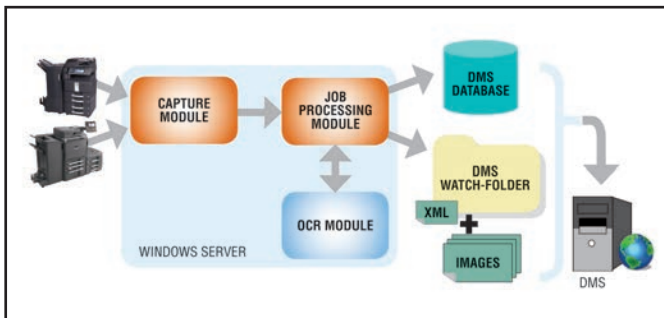 CAPTURE
MODULE
JOB
PROCESSING
MODULE
OCR MODULE
WINDOWS SERVER
DMS
DATABASE
DMS
WATCH-FOLDER
XML
+
IMAGES
DMS